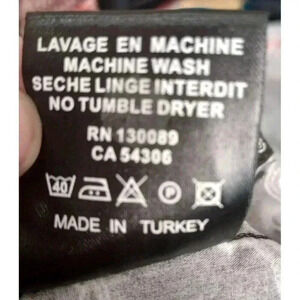 LAVAGE EN MACHINE
MACHINE WASH
SECHE LINGE INTERDIT
NO TUMBLE DRYER
RN 130089
CA 54306
40 P
MADE IN TURKEY